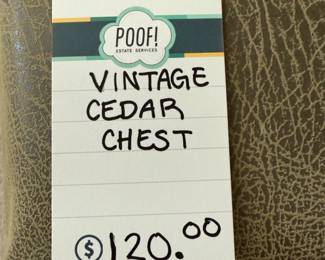 POOF!
ESTATE SERVICES
VINTAGE
CEDAR
CHEST
$120.00